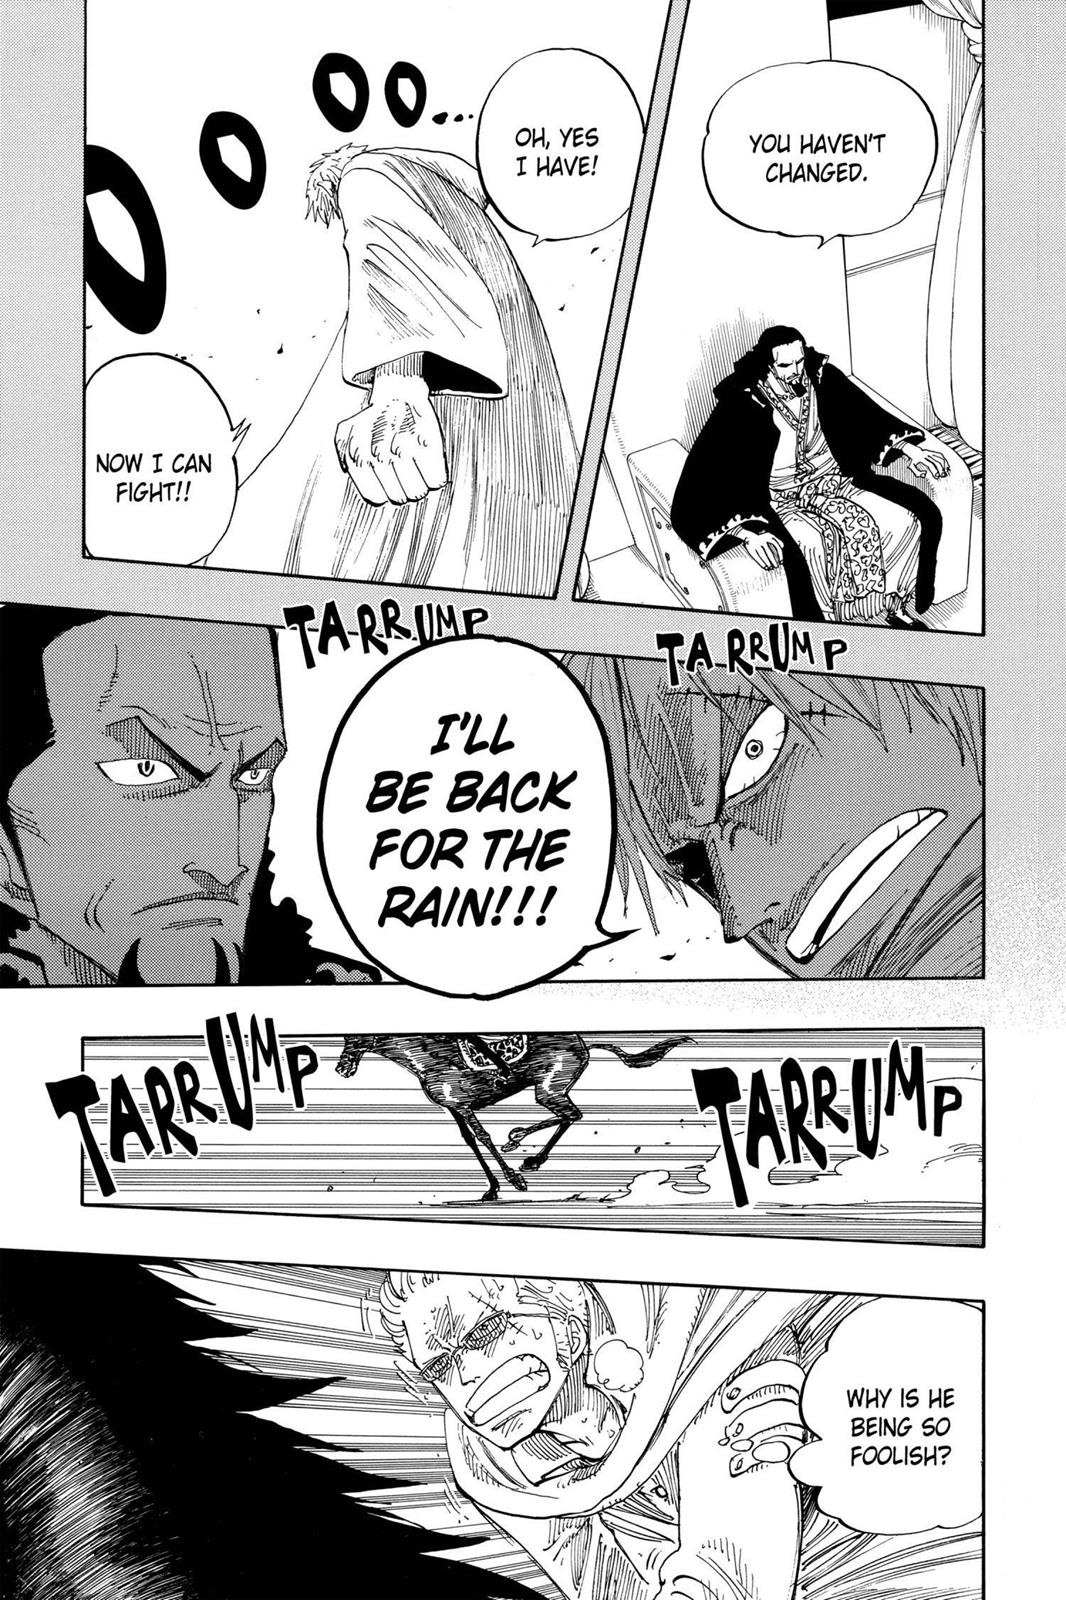 YOU HAVEN'T
CHANGED.
OH, YES
I HAVE!
NOW I CAN
FIGHT!!
TARRUMP
TARRUMP
I'LL
BE BACK
FOR THE
RAIN!!!
TARRUMP
TARRUMP
WHY IS HE
BEING SO
FOOLISH?